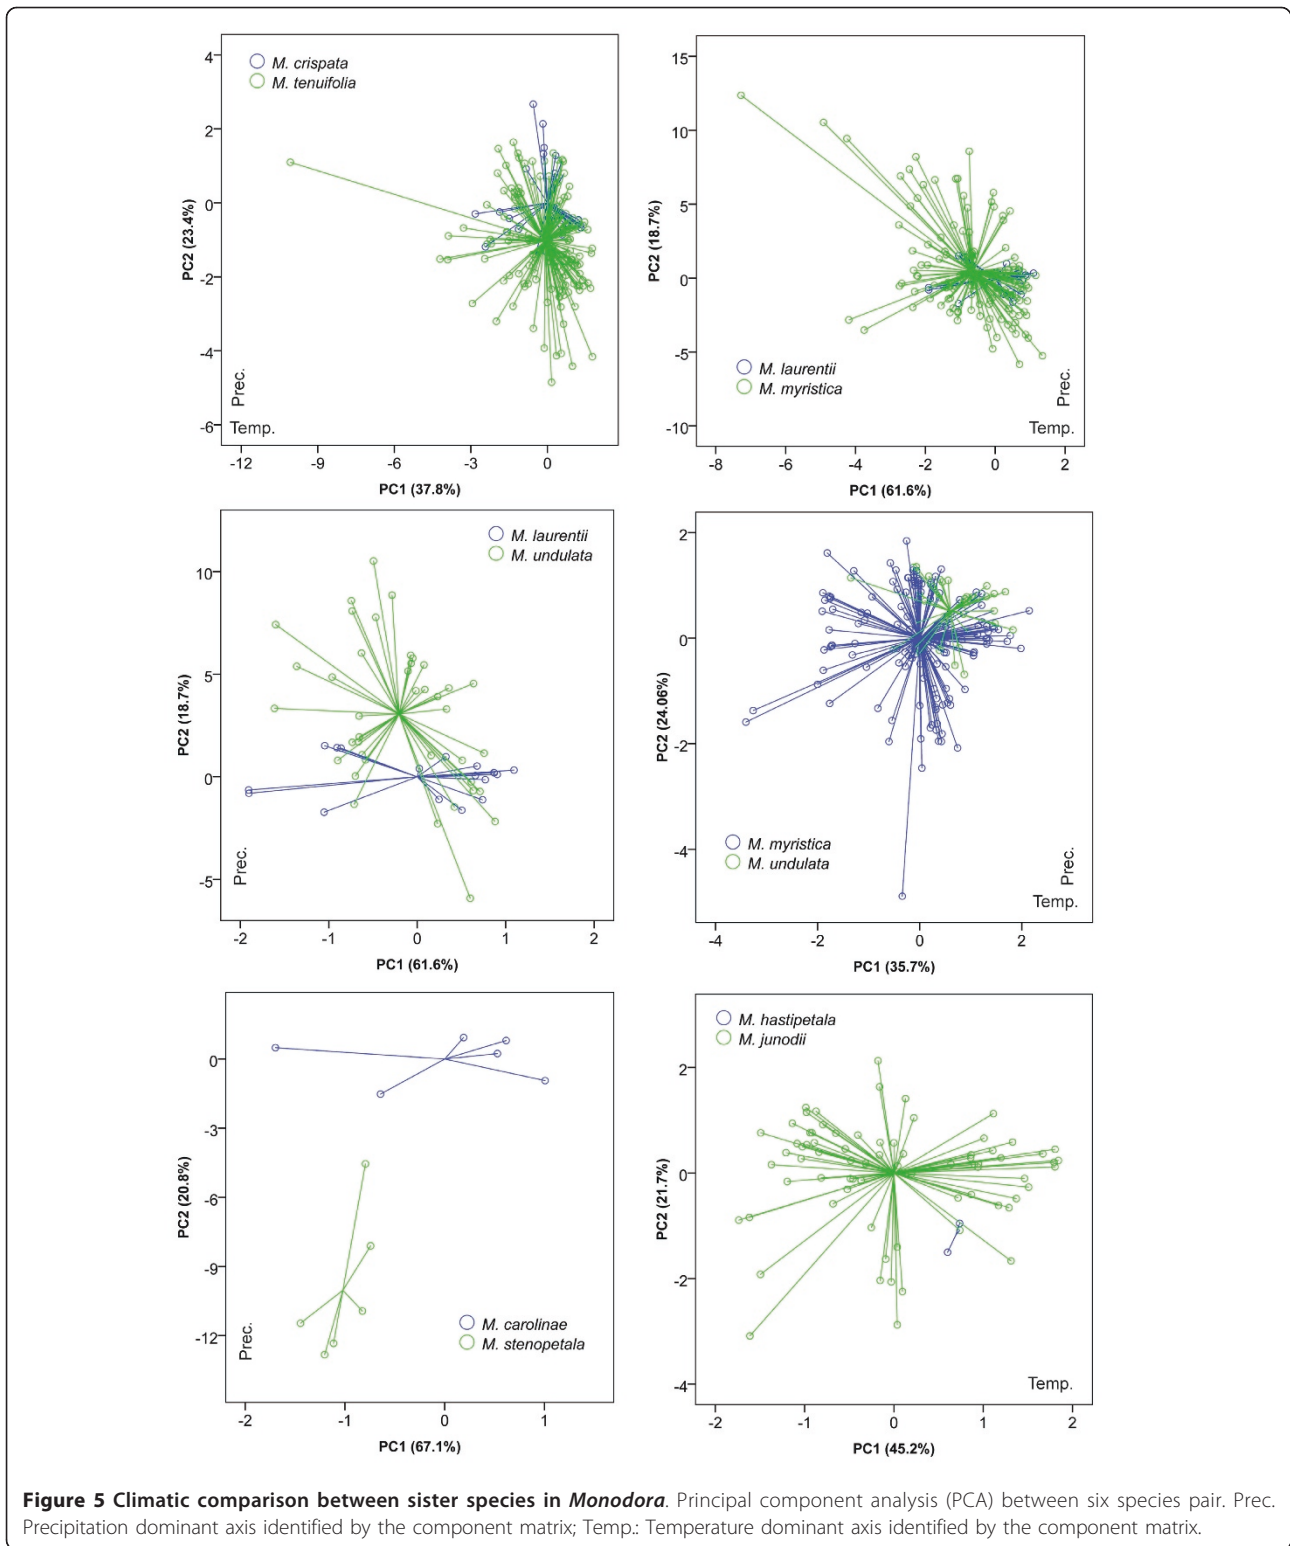 4
2
0
-2
-4
-6
PC2 (23.4%)
M. crispata
M. tenuifolia
Prec.
Temp.
-12 -9 -6 -3 0
PC1 (37.8%)
15
10
5
0
-5
-10
PC2 (18.7%)
M. laurentii
M. myristica
Prec.
Temp.
-8 -6 -4 -2 0 2
PC1 (61.6%)
10
5
0
-5
PC2 (18.7%)
M. laurentii
M. undulata
Prec.
-2 -1 0 1 2
PC1 (61.6%)
2
0
-2
-4
PC2 (24.06%)
M. myristica
M. undulata
Prec.
Temp.
-4 -2 0 2
PC1 (35.7%)
0
-3
-6
-9
-12
PC2 (20.8%)
M. carolinae
M. stenopetala
Prec.
-2 -1 0 1
PC1 (67.1%)
M. hastipetala
M. junodii
2
0
-2
-4
PC2 (21.7%)
Temp.
-2 -1 0 1 2
PC1 (45.2%)
Figure 5 Climatic comparison between sister species in Monodora. Principal component analysis (PCA) between six species pair. Prec.
Precipitation dominant axis identified by the component matrix; Temp.: Temperature dominant axis identified by the component matrix.